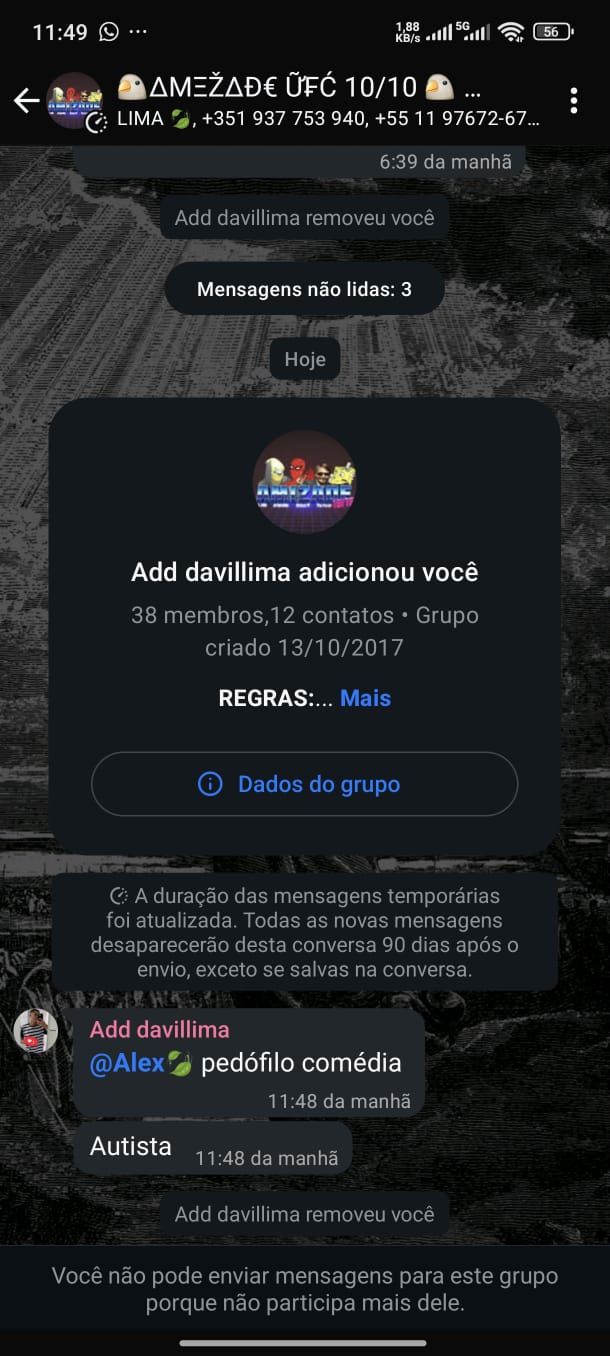 11:49
1,88
KB/s
5G
56
ΔMΞŽΔĐ€ ŨŦĆ 10/10 ...
LIMA, +351 937 753 940, +55 11 97672-67...
6:39 da manhã
Add davillima removeu você
Mensagens não lidas: 3
Hoje
AMIZADE
Add davillima adicionou você
38 membros,12 contatos • Grupo
criado 13/10/2017
REGRAS:... Mais
Dados do grupo
A duração das mensagens temporárias
foi atualizada. Todas as novas mensagens
desaparecerão desta conversa 90 dias após o
envio, exceto se salvas na conversa.
Add davillima
@Alex🍃 pedófilo comédia
11:48 da manhã
Autista 11:48 da manhã
Add davillima removeu você
Você não pode enviar mensagens para este grupo
porque não participa mais dele.